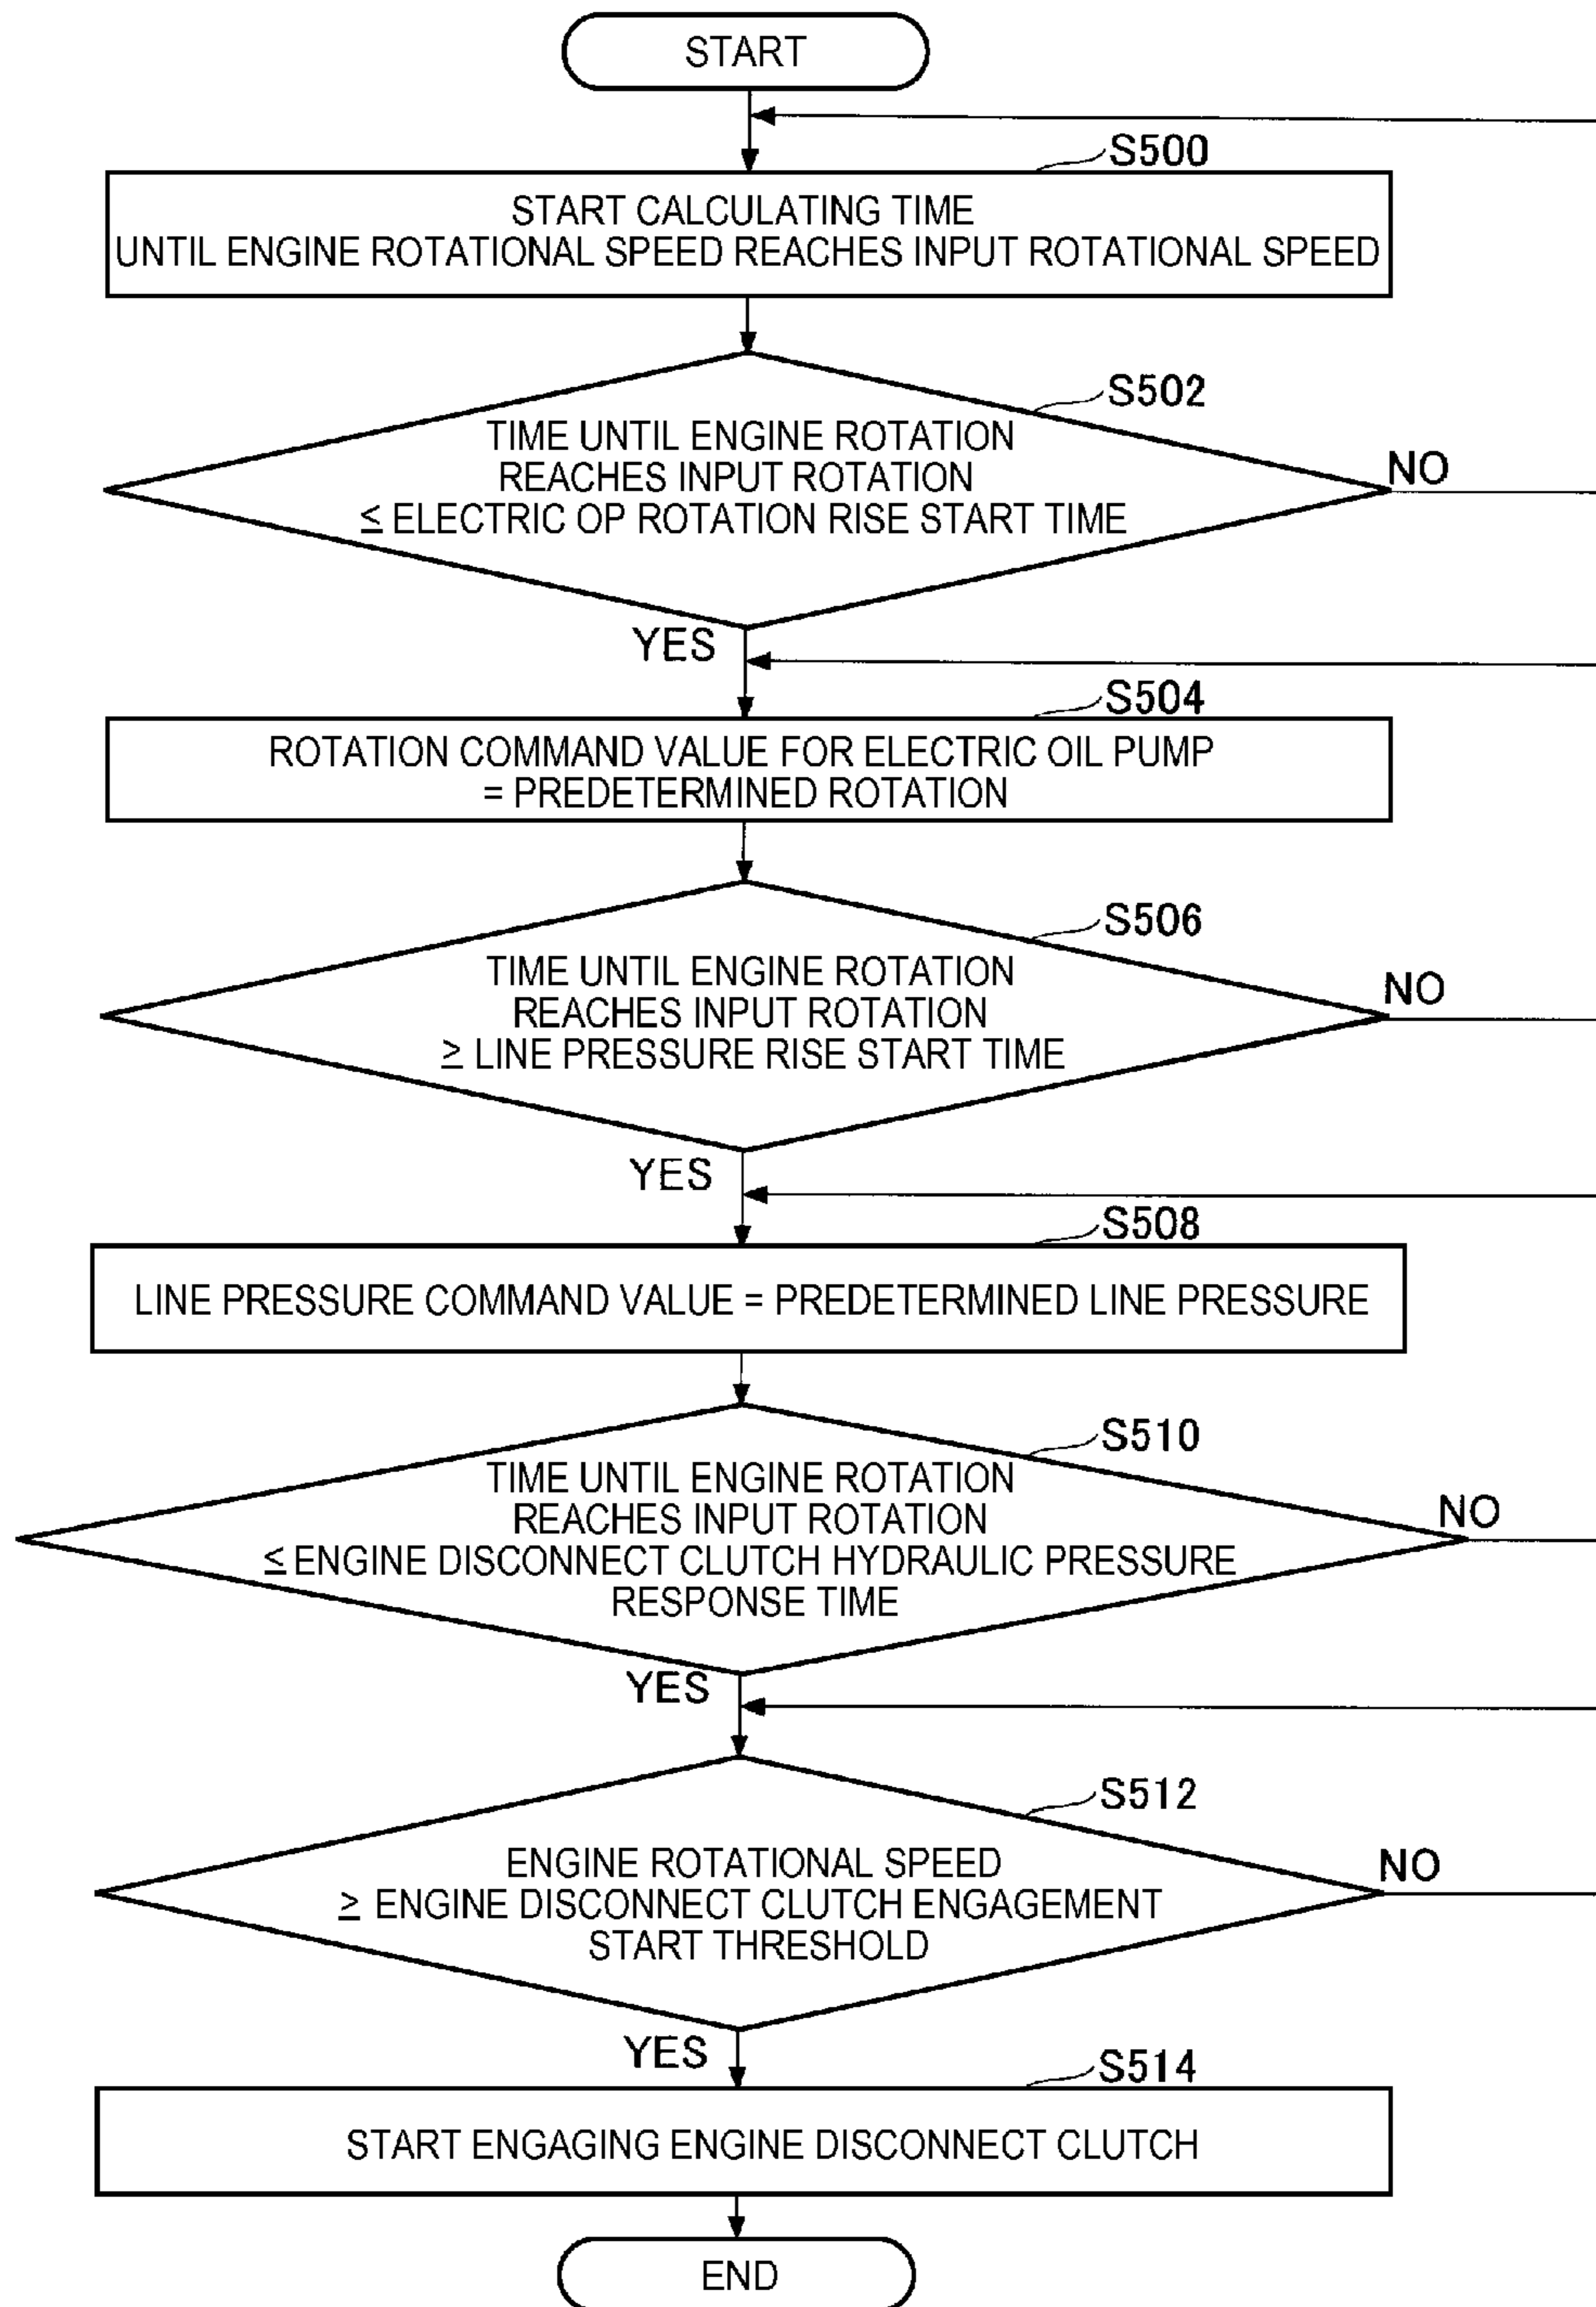 START
S500
START CALCULATING TIME
UNTIL ENGINE ROTATIONAL SPEED REACHES INPUT ROTATIONAL SPEED
S502
TIME UNTIL ENGINE ROTATION
REACHES INPUT ROTATION
≤ ELECTRIC OP ROTATION RISE START TIME
NO
YES
S504
ROTATION COMMAND VALUE FOR ELECTRIC OIL PUMP
= PREDETERMINED ROTATION
S506
TIME UNTIL ENGINE ROTATION
REACHES INPUT ROTATION
≥ LINE PRESSURE RISE START TIME
NO
YES
S508
LINE PRESSURE COMMAND VALUE = PREDETERMINED LINE PRESSURE
S510
TIME UNTIL ENGINE ROTATION
REACHES INPUT ROTATION
≤ ENGINE DISCONNECT CLUTCH HYDRAULIC PRESSURE
RESPONSE TIME
NO
YES
S512
ENGINE ROTATIONAL SPEED
≥ ENGINE DISCONNECT CLUTCH ENGAGEMENT
START THRESHOLD
NO
YES
S514
START ENGAGING ENGINE DISCONNECT CLUTCH
END